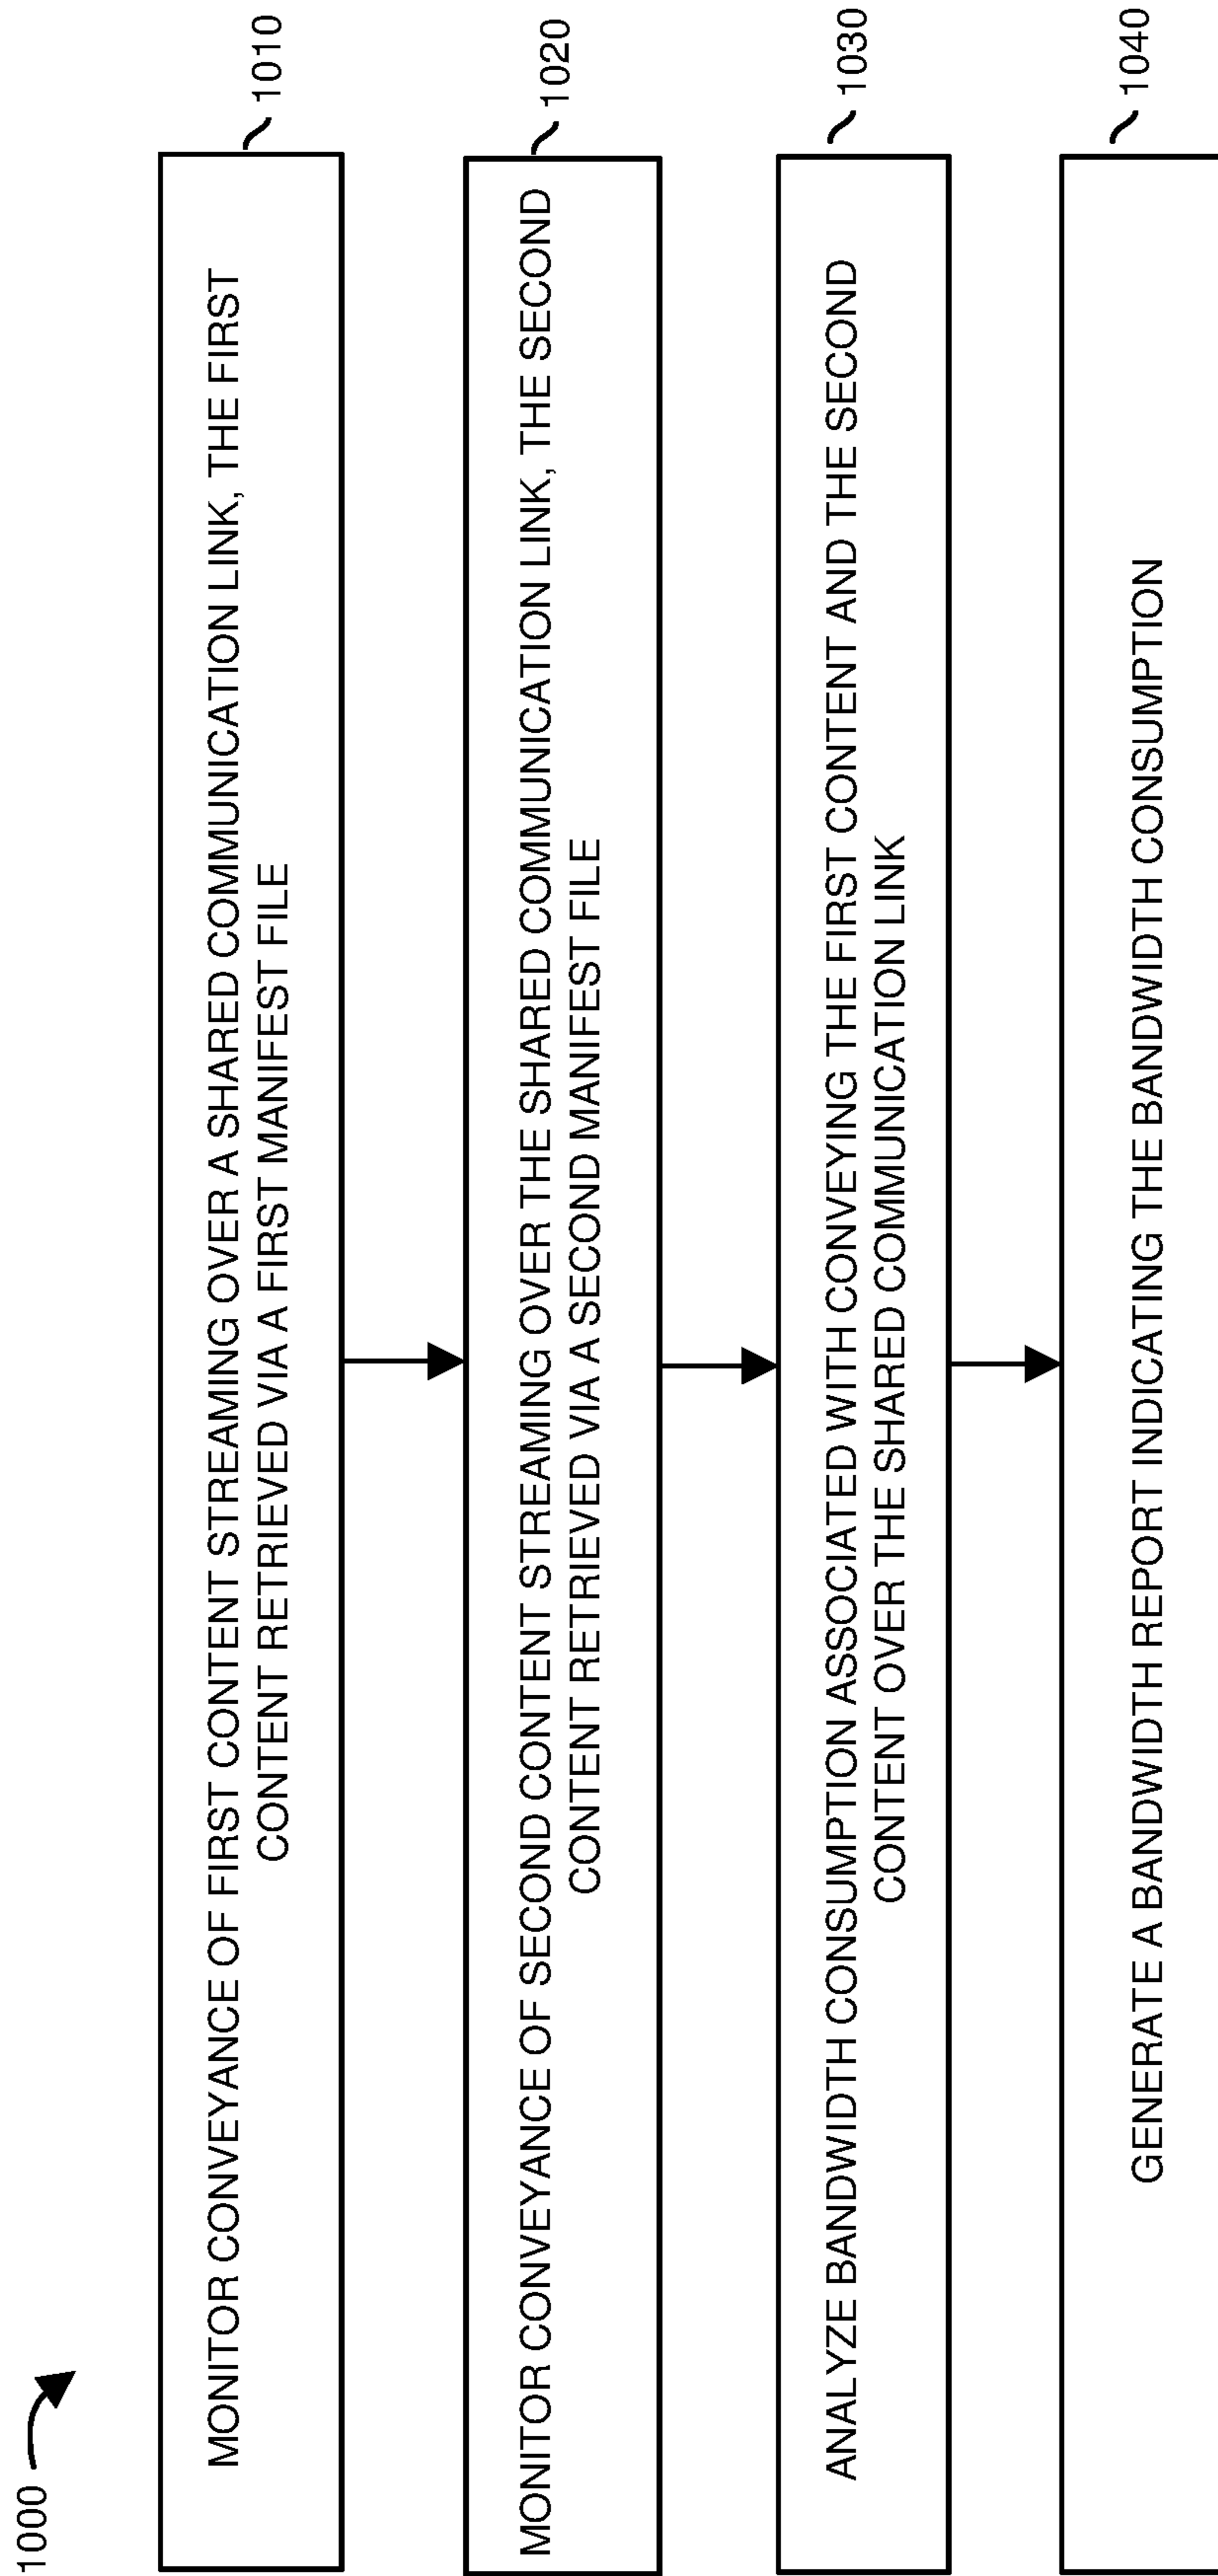 1000
MONITOR CONVEYANCE OF FIRST CONTENT STREAMING OVER A SHARED COMMUNICATION LINK, THE FIRST
CONTENT RETRIEVED VIA A FIRST MANIFEST FILE
1010
MONITOR CONVEYANCE OF SECOND CONTENT STREAMING OVER THE SHARED COMMUNICATION LINK, THE SECOND
CONTENT RETRIEVED VIA A SECOND MANIFEST FILE
1020
ANALYZE BANDWIDTH CONSUMPTION ASSOCIATED WITH CONVEYING THE FIRST CONTENT AND THE SECOND
CONTENT OVER THE SHARED COMMUNICATION LINK
1030
GENERATE A BANDWIDTH REPORT INDICATING THE BANDWIDTH CONSUMPTION
1040